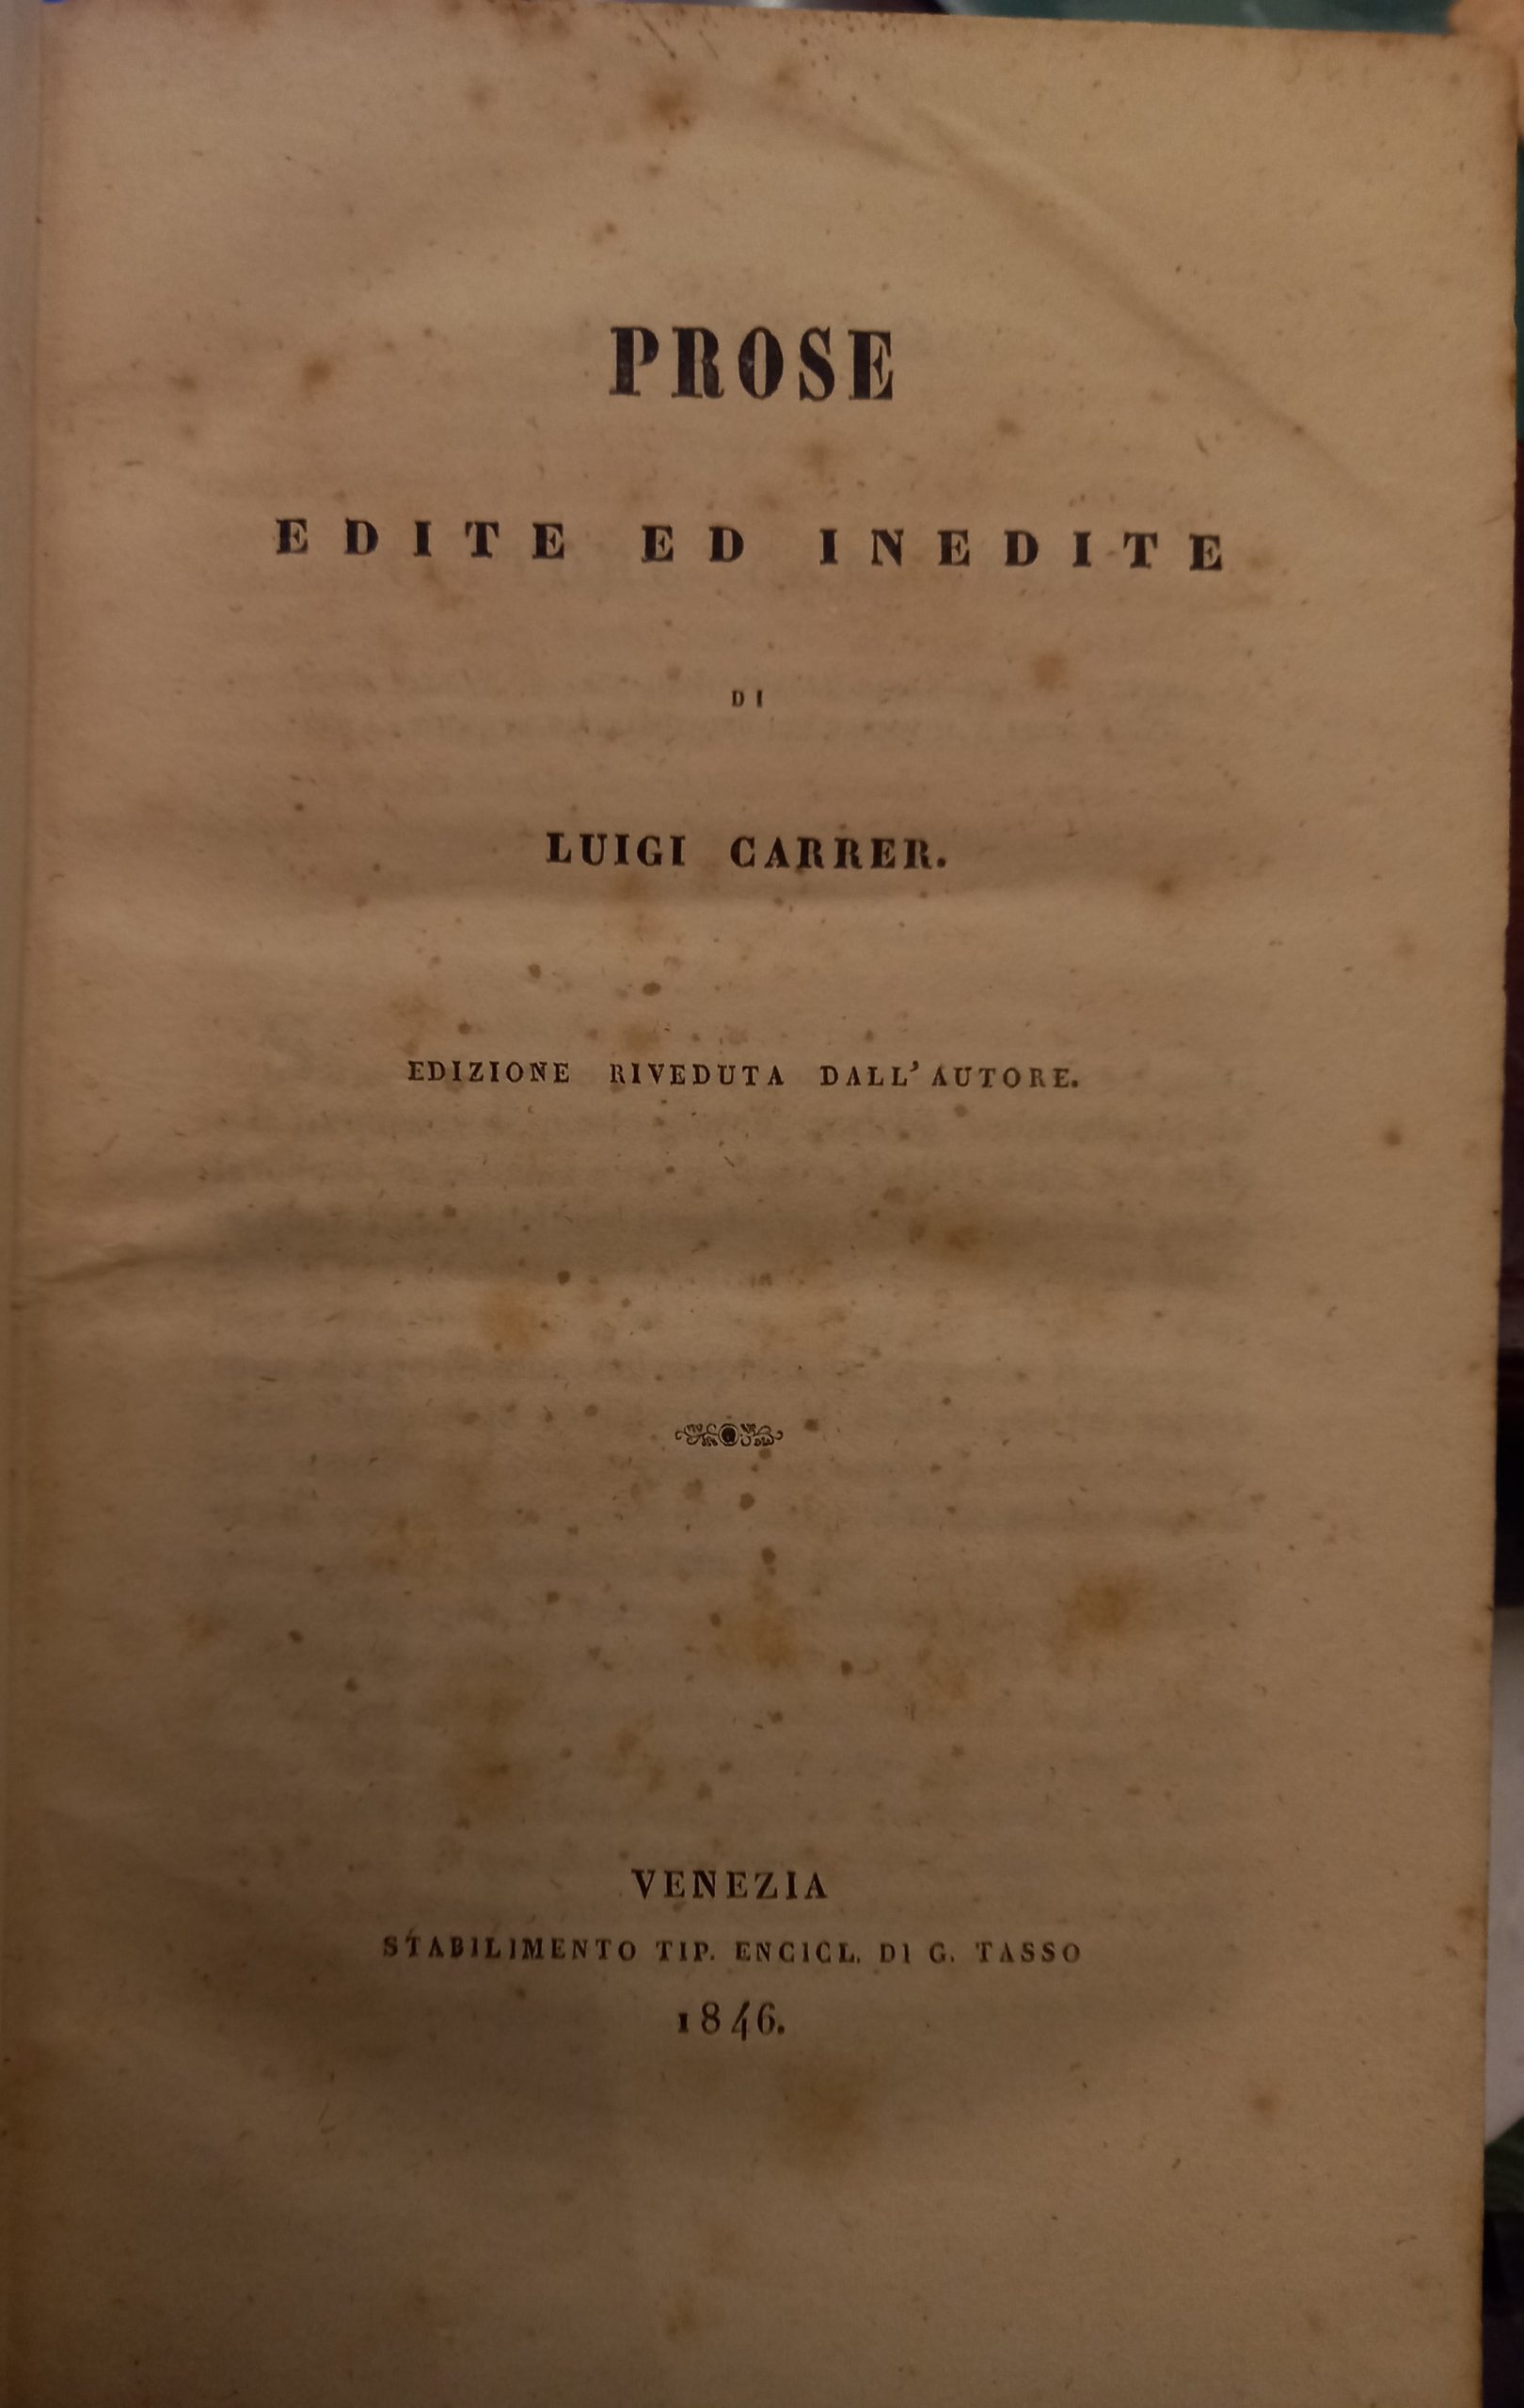 PROSE
EDITE ED INEDITE
DI
LUIGI CARRER.
EDIZIONE RIVEDUTA DALL' AUTORE.
VENEZIA
STABILIMENTO TIP. ENCICL. DI G. TASSO
1846.